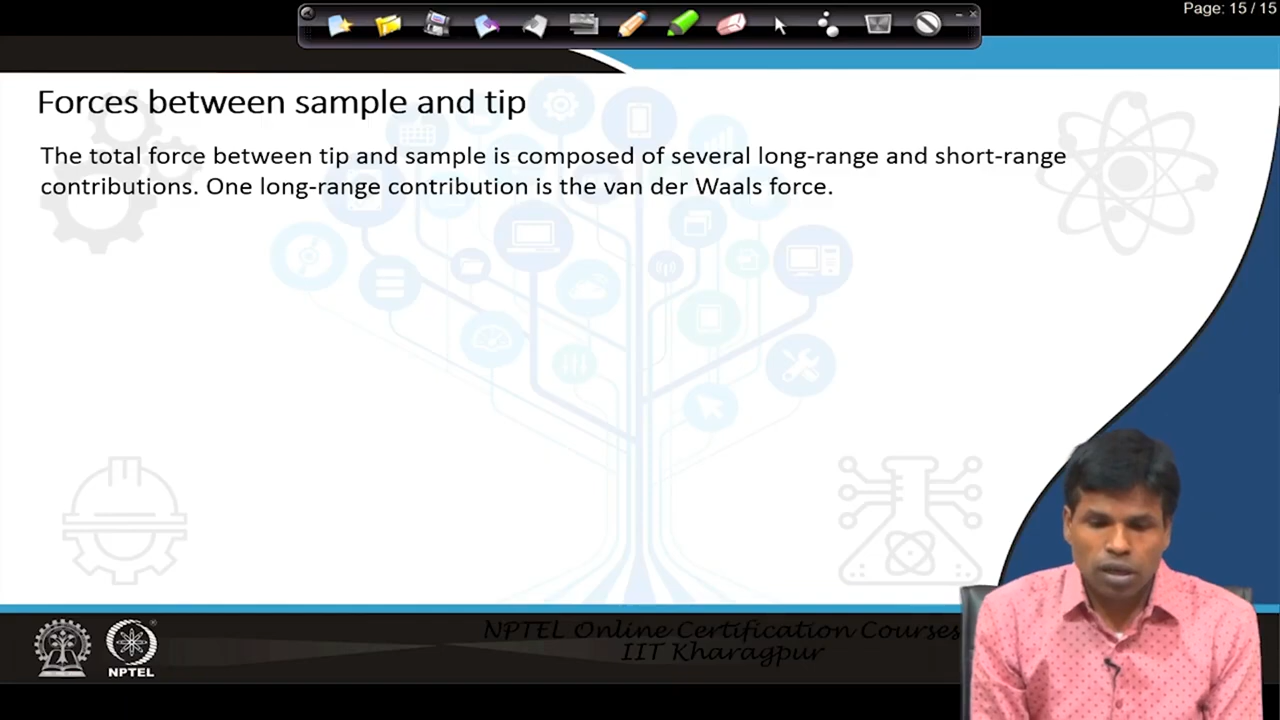 Page: 15 / 15
Forces between sample and tip
The total force between tip and sample is composed of several long-range and short-range
contributions. One long-range contribution is the van der Waals force.
NPTEL Online Certification Courses
IIT Kharagpur
NPTEL